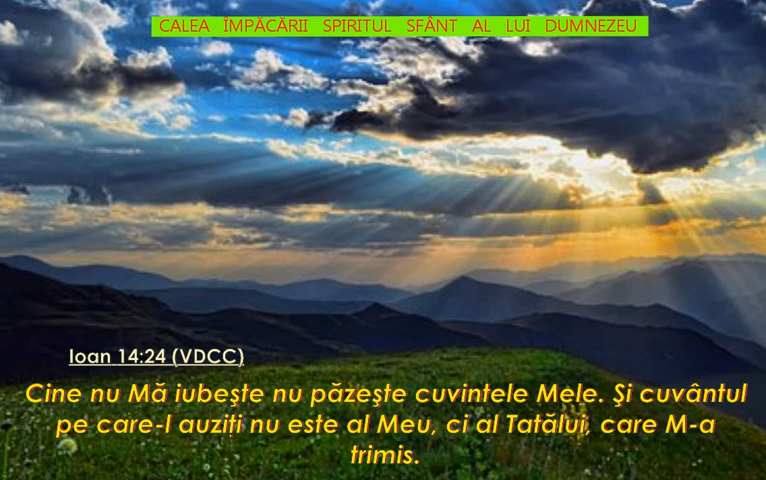 CALEA ÎMPĂCĂRII SPIRITUL SFÂNT AL LUI DUMNEZEU
Ioan 14:24 (VDCC)
Cine nu Mă iubeşte nu păzeşte cuvintele Mele. Şi cuvântul
pe care-l auziți nu este al Meu, ci al Tatălui, care M-a
trimis.